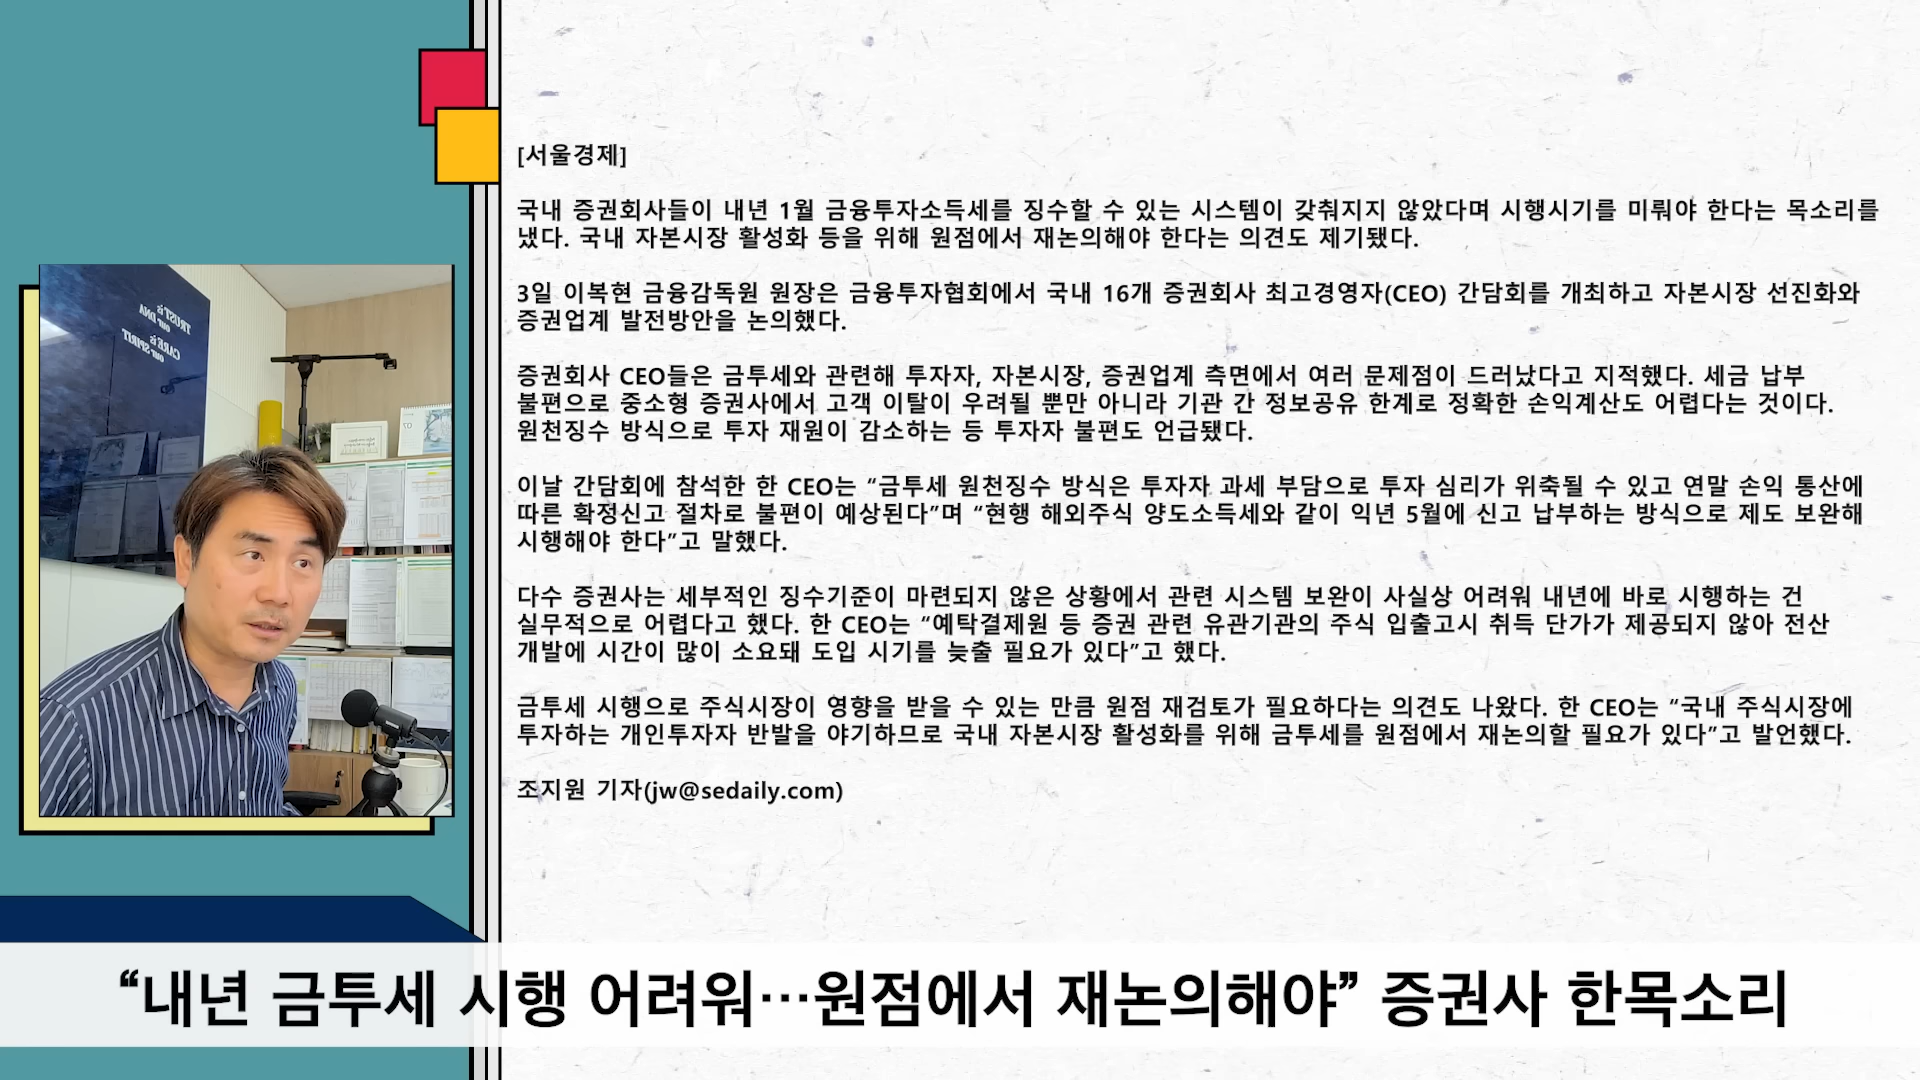 TRUST is
our DNA
CARE is
our SPIRIT
07
[서울경제]
국내 증권회사들이 내년 1월 금융투자소득세를 징수할 수 있는 시스템이 갖춰지지 않았다며 시행시기를 미뤄야 한다는 목소리를
냈다. 국내 자본시장 활성화 등을 위해 원점에서 재논의해야 한다는 의견도 제기됐다.
3일 이복현 금융감독원 원장은 금융투자협회에서 국내 16개 증권회사 최고경영자(CEO) 간담회를 개최하고 자본시장 선진화와
증권업계 발전방안을 논의했다.
증권회사 CEO들은 금투세와 관련해 투자자, 자본시장, 증권업계 측면에서 여러 문제점이 드러났다고 지적했다. 세금 납부
불편으로 중소형 증권사에서 고객 이탈이 우려될 뿐만 아니라 기관 간 정보공유 한계로 정확한 손익계산도 어렵다는 것이다.
원천징수 방식으로 투자 재원이 감소하는 등 투자자 불편도 언급됐다.
이날 간담회에 참석한 한 CEO는 “금투세 원천징수 방식은 투자자 과세 부담으로 투자 심리가 위축될 수 있고 연말 손익 통산에
따른 확정신고 절차로 불편이 예상된다”며 “현행 해외주식 양도소득세와 같이 익년 5월에 신고 납부하는 방식으로 제도 보완해
시행해야 한다”고 말했다.
다수 증권사는 세부적인 징수기준이 마련되지 않은 상황에서 관련 시스템 보완이 사실상 어려워 내년에 바로 시행하는 건
실무적으로 어렵다고 했다. 한 CEO는 “예탁결제원 등 증권 관련 유관기관의 주식 입출고시 취득 단가가 제공되지 않아 전산
개발에 시간이 많이 소요돼 도입 시기를 늦출 필요가 있다”고 했다.
금투세 시행으로 주식시장이 영향을 받을 수 있는 만큼 원점 재검토가 필요하다는 의견도 나왔다. 한 CEO는 “국내 주식시장에
투자하는 개인투자자 반발을 야기하므로 국내 자본시장 활성화를 위해 금투세를 원점에서 재논의할 필요가 있다”고 발언했다.
조지원 기자(jw@sedaily.com)
“내년 금투세 시행 어려워…원점에서 재논의해야” 증권사 한목소리